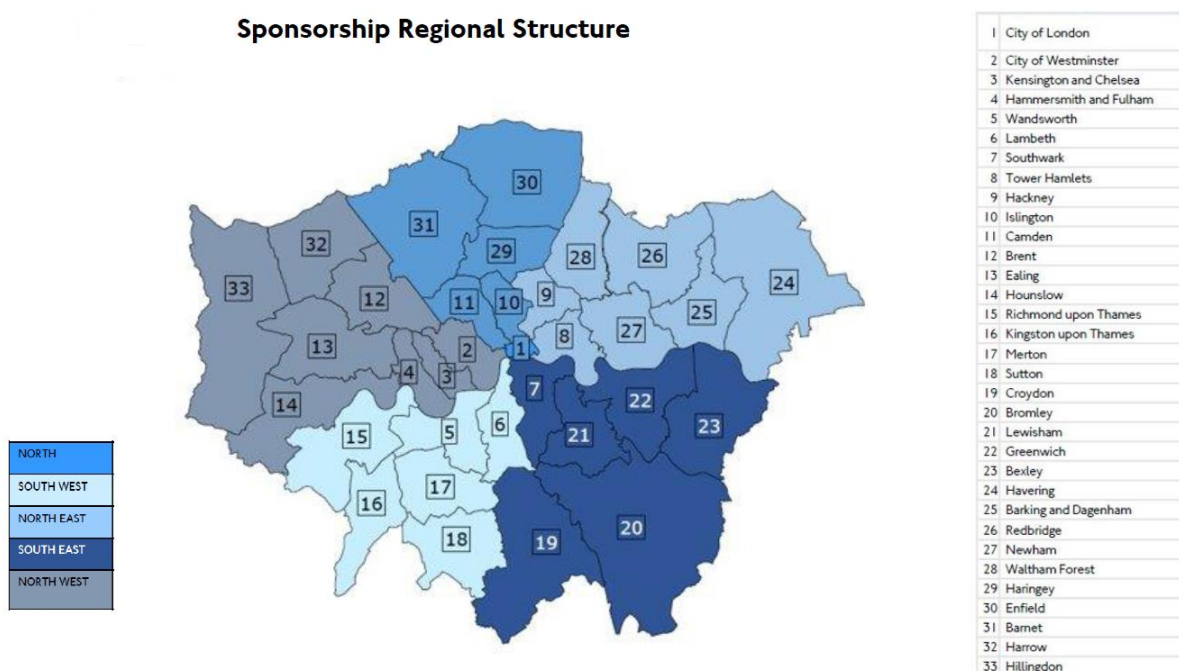 Sponsorship Regional Structure
1 City of London
2 City of Westminster
3 Kensington and Chelsea
4 Hammersmith and Fulham
5 Wandsworth
6 Lambeth
7 Southwark
8 Tower Hamlets
9 Hackney
10 Islington
11 Camden
12 Brent
13 Ealing
14 Hounslow
15 Richmond upon Thames
16 Kingston upon Thames
17 Merton
18 Sutton
19 Croydon
20 Bromley
21 Lewisham
22 Greenwich
23 Bexley
24 Havering
25 Barking and Dagenham
26 Redbridge
27 Newham
28 Waltham Forest
29 Haringey
30 Enfield
31 Barnet
32 Harrow
33 Hillingdon
30
31
32
29
28
26
33
24
12
11
10
9
25
27
8
13
2
1
4
3
7
14
22
23
6
5
15
21
17
16
20
18
19
NORTH
SOUTH WEST
NORTH EAST
SOUTH EAST
NORTH WEST